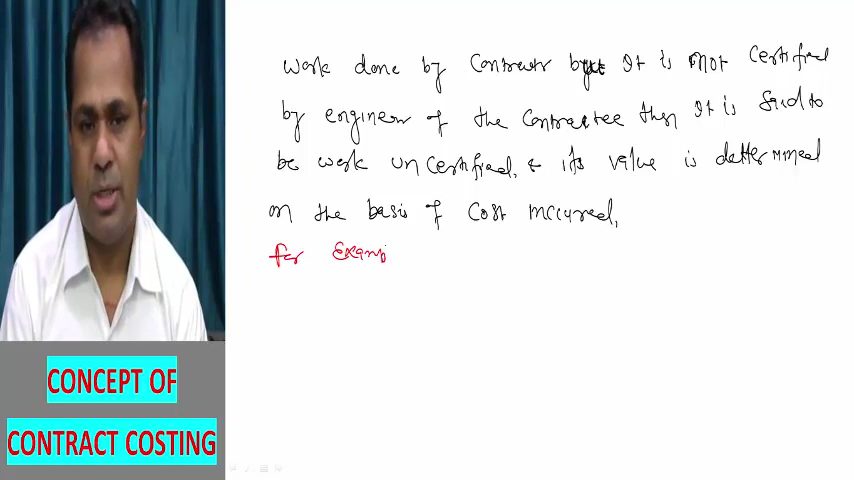 work done by Contractor but It is not Certified
by engineer of the Contractee then It is Said to
be work uncertified, & its value is determined
on the basis of Cost incurred,
for Examp
CONCEPT OF
CONTRACT COSTING